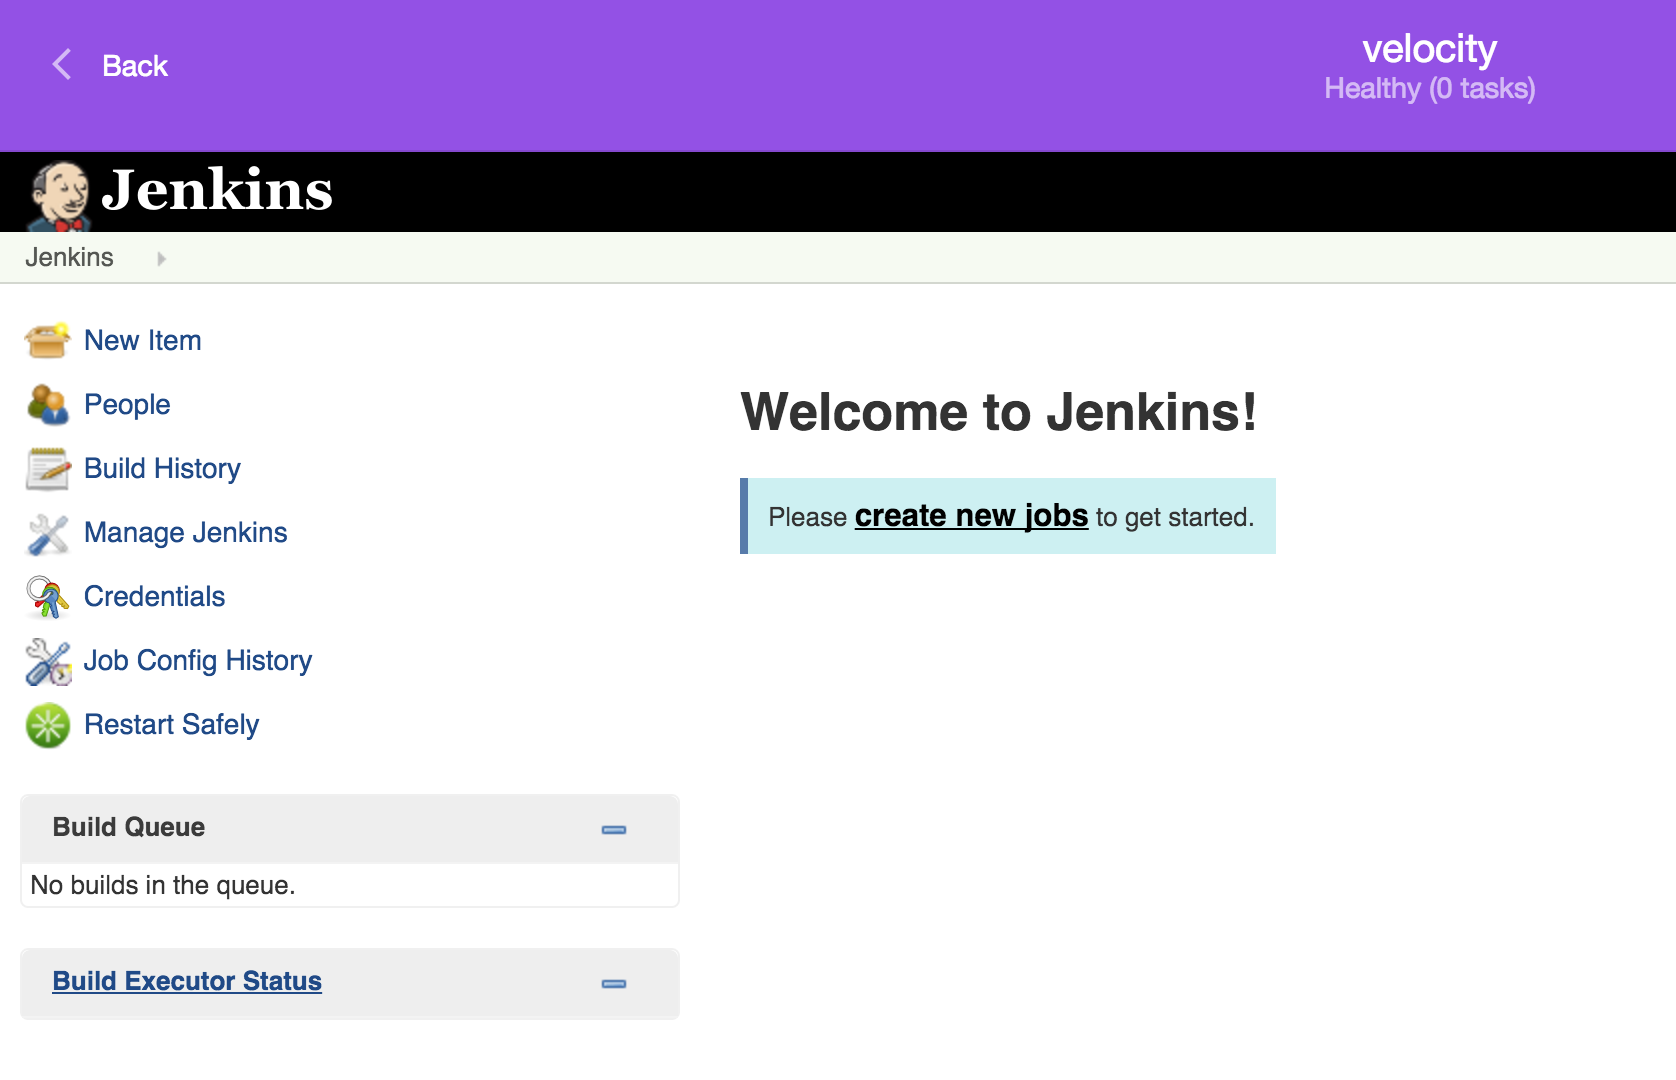 Back
velocity
Healthy (0 tasks)
Jenkins
Jenkins
New Item
People
Build History
Manage Jenkins
Credentials
Job Config History
Restart Safely
Welcome to Jenkins!
Please create new jobs to get started.
Build Queue
No builds in the queue.
Build Executor Status